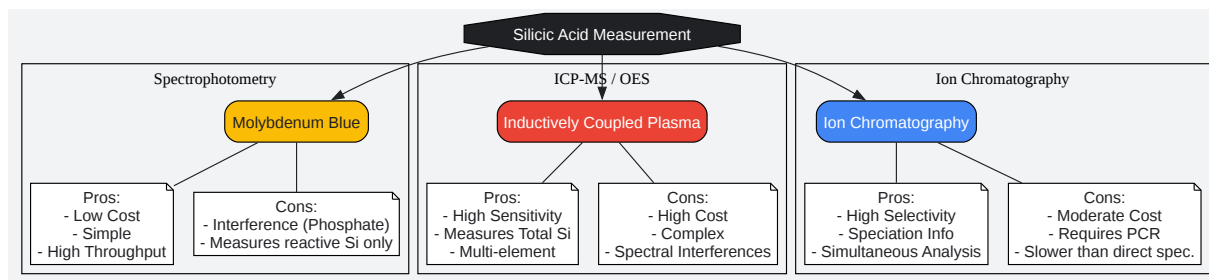 Silicic Acid Measurement
Spectrophotometry
Molybdenum Blue
Pros:
- Low Cost
- Simple
- High Throughput
Cons:
- Interference (Phosphate)
- Measures reactive Si only
ICP-MS / OES
Inductively Coupled Plasma
Pros:
- High Sensitivity
- Measures Total Si
- Multi-element
Cons:
- High Cost
- Complex
- Spectral Interferences
Ion Chromatography
Ion Chromatography
Pros:
- High Selectivity
- Speciation Info
- Simultaneous Analysis
Cons:
- Moderate Cost
- Requires PCR
- Slower than direct spec.